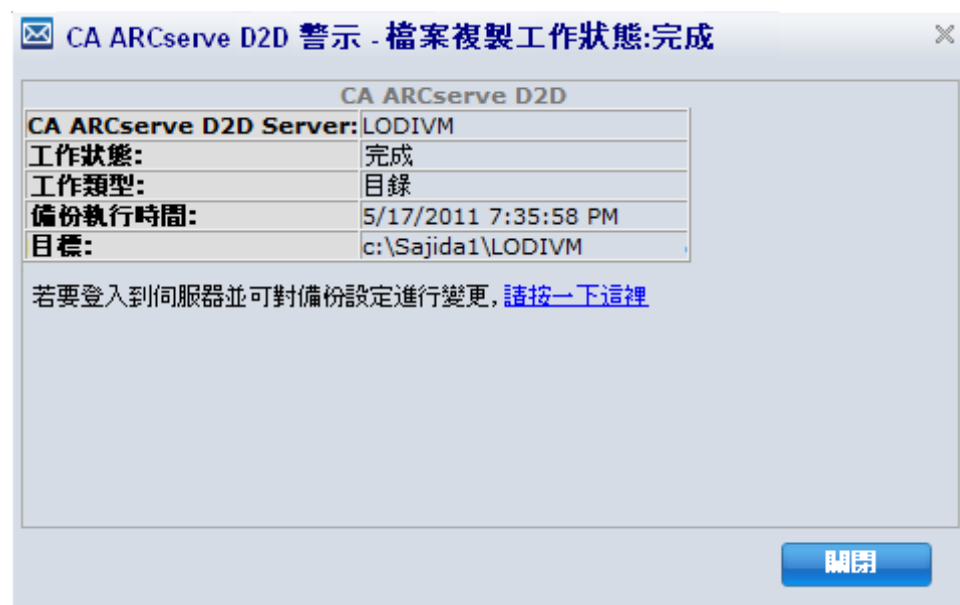 CA ARCserve D2D 警示 - 檔案複製工作狀態:完成
CA ARCserve D2D
CA ARCserve D2D Server: LODIVM
工作狀態: 完成
工作類型: 目錄
備份執行時間: 5/17/2011 7:35:58 PM
目標: c:\Sajida1\LODIVM
若要登入到伺服器並可對備份設定進行變更, 請按一下這裡
關閉